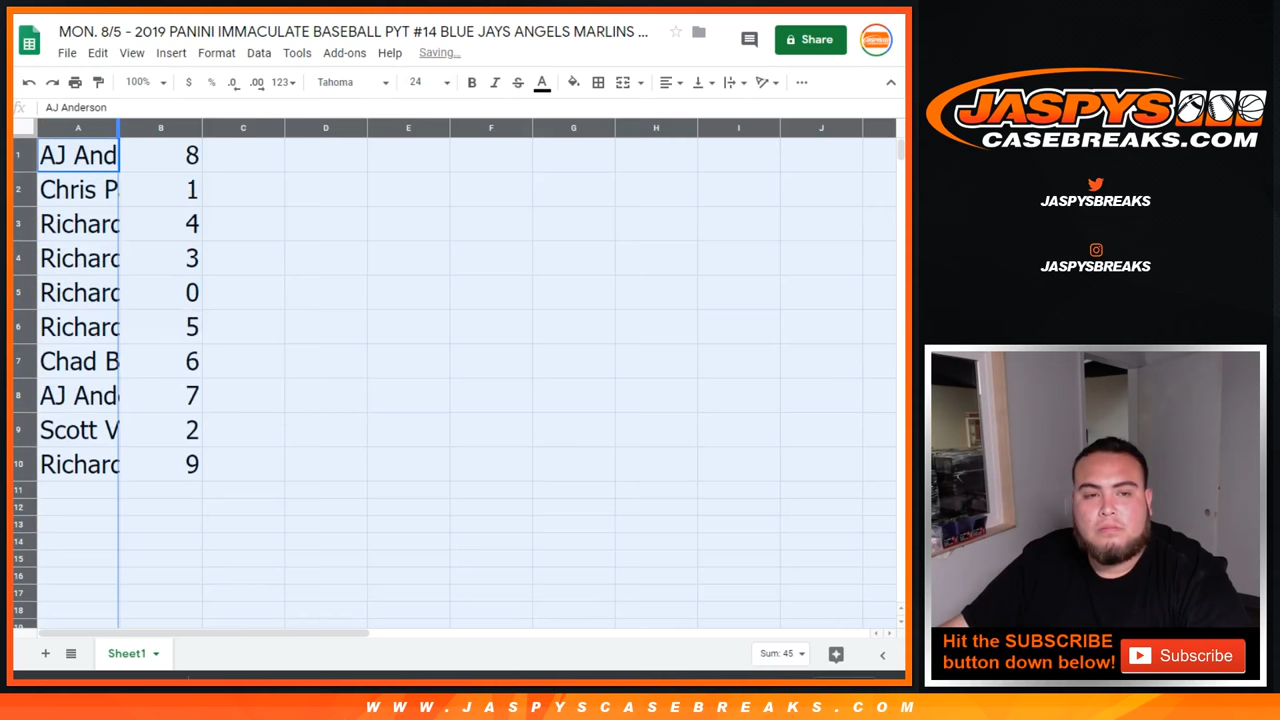 MON. 8/5 - 2019 PANINI IMMACULATE BASEBALL PYT #14 BLUE JAYS ANGELS MARLINS ...
File Edit View Insert Format Data Tools Add-ons Help Saving...
Share
100% $ % .0 .00 123 Tahoma 24 B I S A ...
fx AJ Anderson
A B C D E F G H I J
1 AJ And 8
2 Chris P 1
3 Richard 4
4 Richard 3
5 Richard 0
6 Richard 5
7 Chad B 6
8 AJ And 7
9 Scott V 2
10 Richard 9
11
12
13
14
15
16
17
18
Sheet1 Sum: 45
JASPYS
CASEBREAKS.COM
JASPYSBREAKS
JASPYSBREAKS
Hit the SUBSCRIBE
button down below!
Subscribe
WWW.JASPYSCASEBREAKS.COM